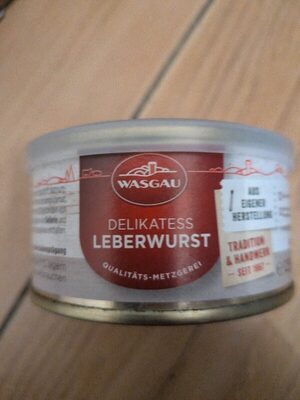 WASGAU
DELIKATESS
LEBERWURST
QUALITÄTS-METZGEREI
AUS
EIGENER
HERSTELLUNG
TRADITION
& HANDWERK
SEIT 1967